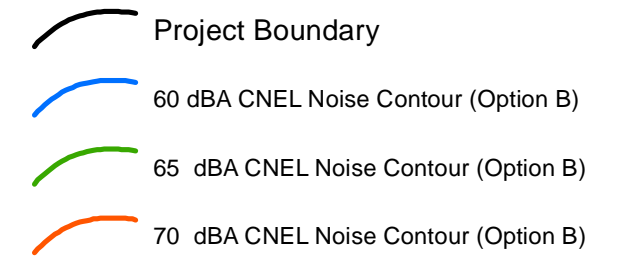 Project Boundary
60 dBA CNEL Noise Contour (Option B)
65 dBA CNEL Noise Contour (Option B)
70 dBA CNEL Noise Contour (Option B)